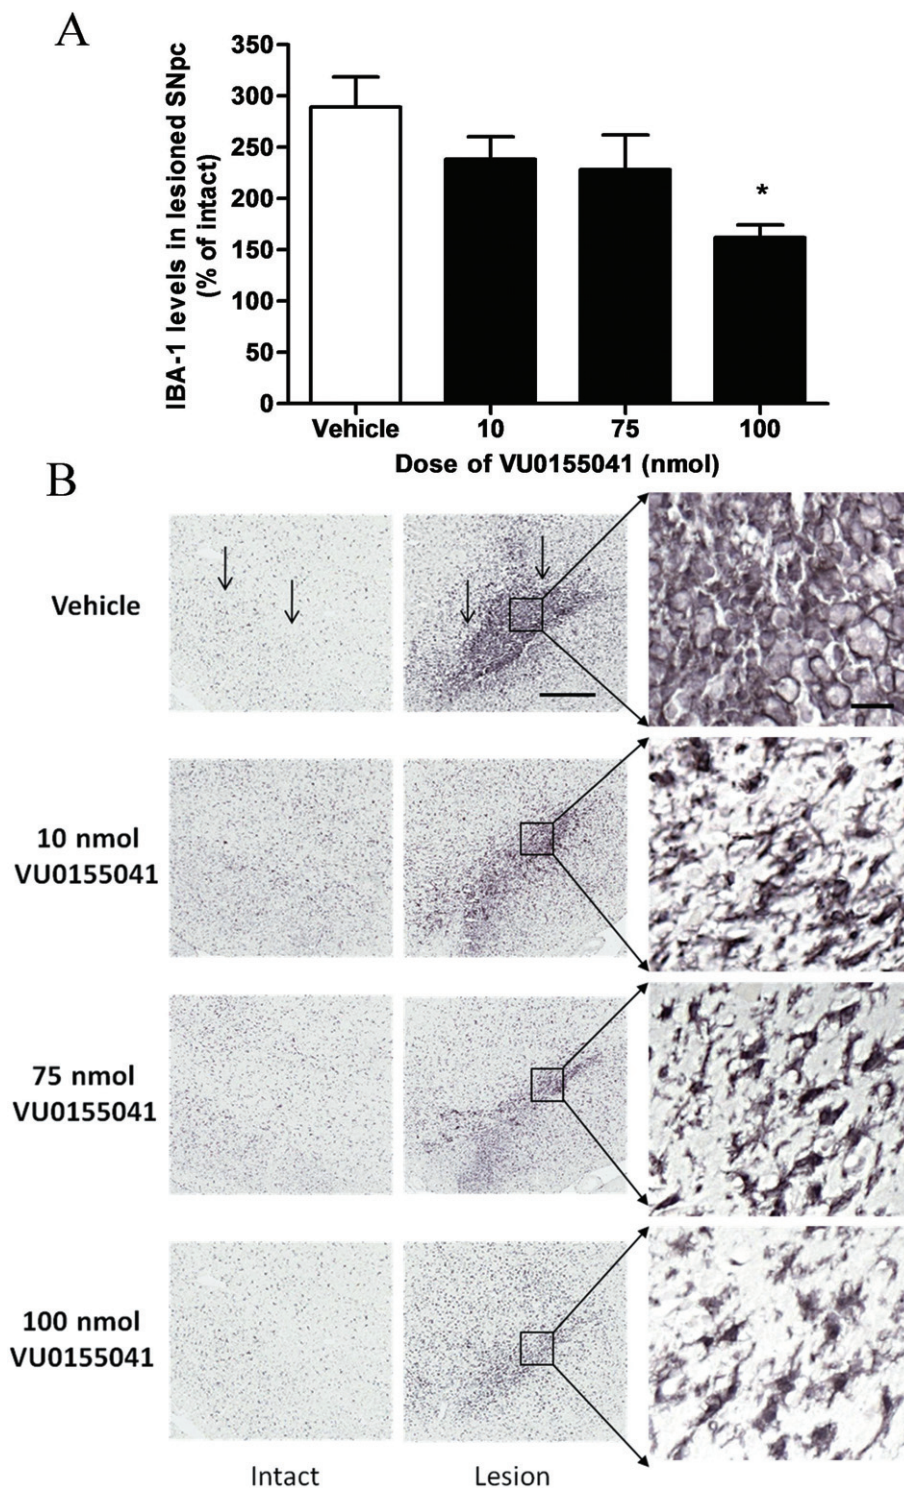 A
IBA-1 levels in lesioned SNpc
(% of intact)
350
300
250
200
150
100
50
0
*
Vehicle 10 75 100
Dose of VU0155041 (nmol)
B
Vehicle
10 nmol
VU0155041
75 nmol
VU0155041
100 nmol
VU0155041
Intact Lesion